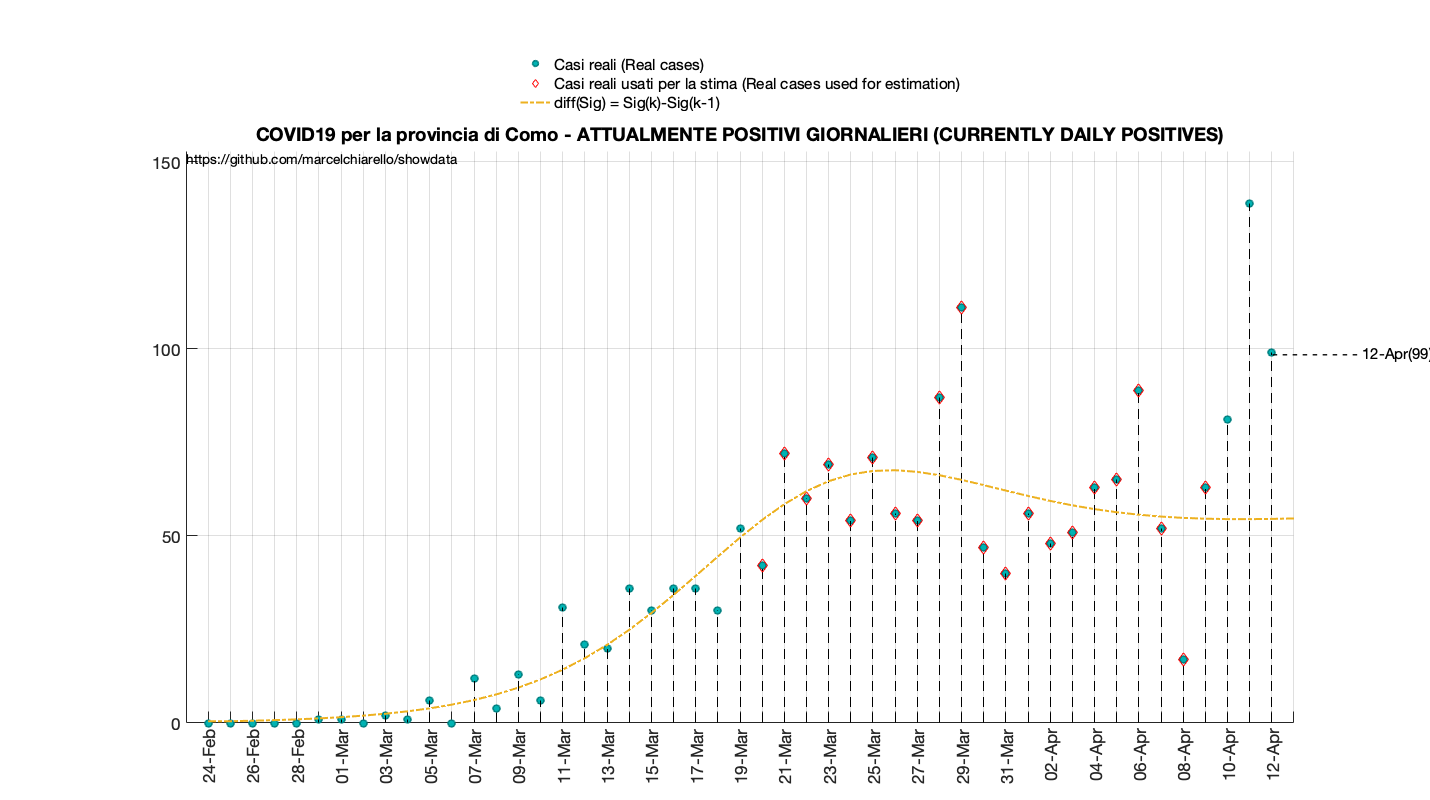 Casi reali (Real cases)
Casi reali usati per la stima (Real cases used for estimation)
diff(Sig) = Sig(k)-Sig(k-1)
COVID19 per la provincia di Como - ATTUALMENTE POSITIVI GIORNALIERI (CURRENTLY DAILY POSITIVES)
https://github.com/marcelchiarello/showdata
150
100
50
0
12-Apr(99)
24-Feb
26-Feb
28-Feb
01-Mar
03-Mar
05-Mar
07-Mar
09-Mar
11-Mar
13-Mar
15-Mar
17-Mar
19-Mar
21-Mar
23-Mar
25-Mar
27-Mar
29-Mar
31-Mar
02-Apr
04-Apr
06-Apr
08-Apr
10-Apr
12-Apr